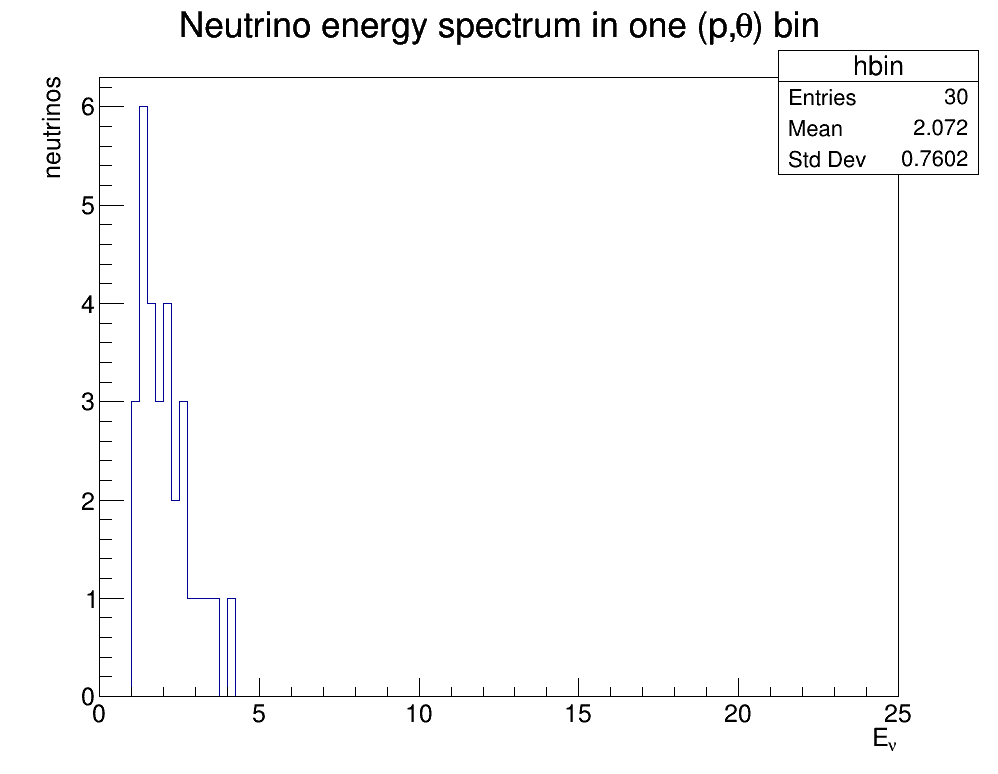 Neutrino energy spectrum in one (p,θ) bin
hbin
Entries 30
Mean 2.072
Std Dev 0.7602
neutrinos
6
5
4
3
2
1
0
0 5 10 15 20 25
Eν